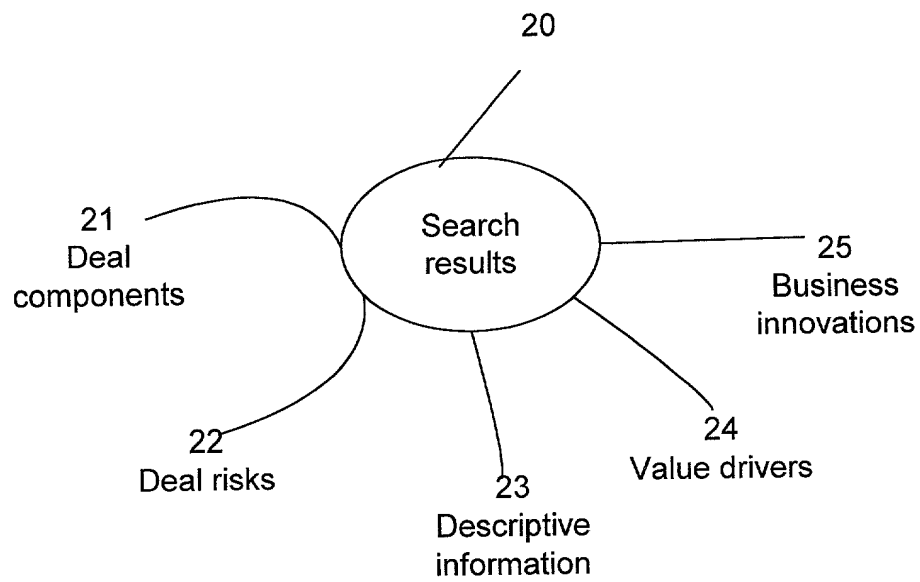 20
Search
results
21
Deal
components
25
Business
innovations
22
Deal risks
24
Value drivers
23
Descriptive
information